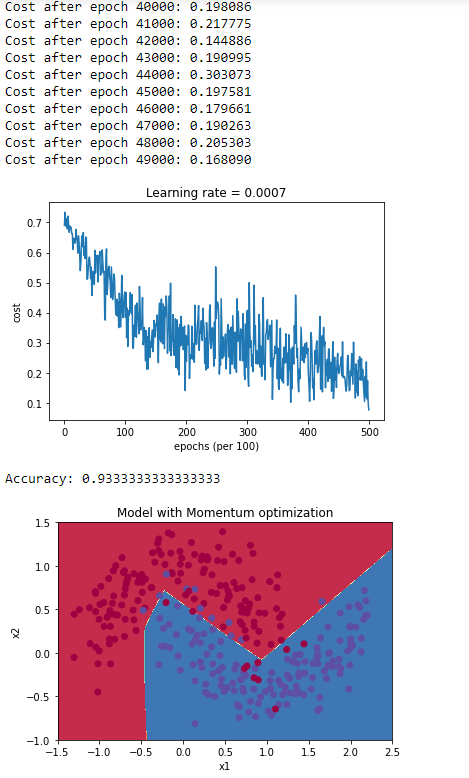 Cost after epoch 40000: 0.198086
Cost after epoch 41000: 0.217775
Cost after epoch 42000: 0.144886
Cost after epoch 43000: 0.190995
Cost after epoch 44000: 0.303073
Cost after epoch 45000: 0.197581
Cost after epoch 46000: 0.179661
Cost after epoch 47000: 0.190263
Cost after epoch 48000: 0.205303
Cost after epoch 49000: 0.168090
Learning rate = 0.0007
0.7
0.6
0.5
0.4
0.3
0.2
0.1
cost
0 100 200 300 400 500
epochs (per 100)
Accuracy: 0.9333333333333333
Model with Momentum optimization
1.5
1.0
0.5
0.0
−0.5
−1.0
x2
−1.5 −1.0 −0.5 0.0 0.5 1.0 1.5 2.0 2.5
x1